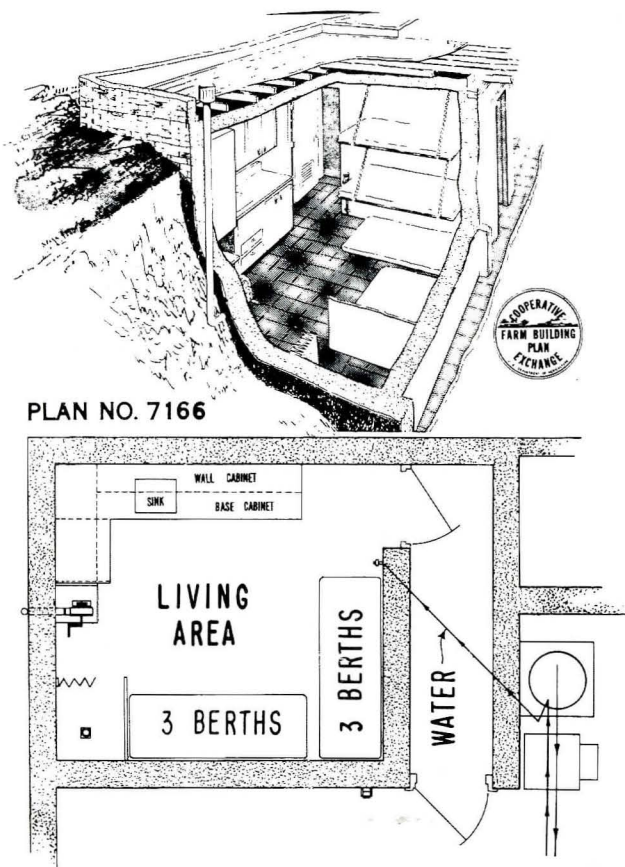 COOPERATIVE
FARM BUILDING
PLAN
EXCHANGE
PLAN NO. 7166
WALL CABINET
SINK
BASE CABINET
LIVING
AREA
3 BERTHS
3 BERTHS
WATER